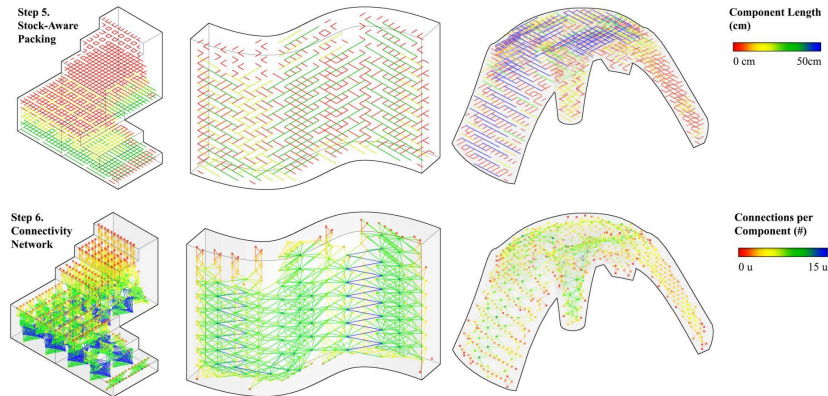 Step 5.
Stock-Aware
Packing
Component Length
(cm)
0 cm
50cm
Step 6.
Connectivity
Network
Connections per
Component (#)
0 u
15 u